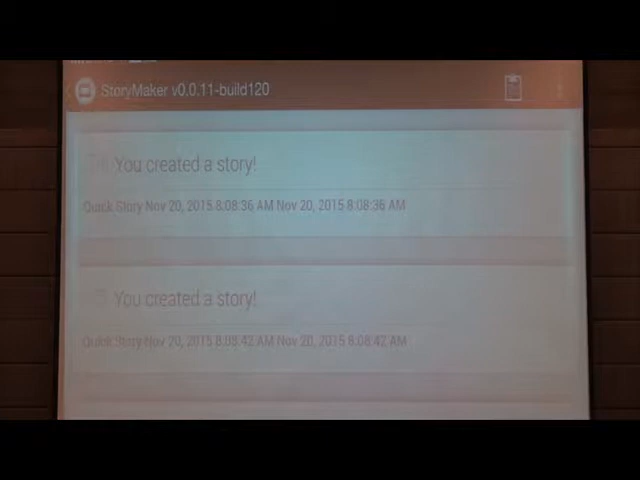 StoryMaker v0.0.11-build120
You created a story!
Quick Story Nov 20, 2015 8:08:36 AM Nov 20, 2015 8:08:36 AM
You created a story!
Quick Story Nov 20, 2015 8:08:42 AM Nov 20, 2015 8:08:42 AM